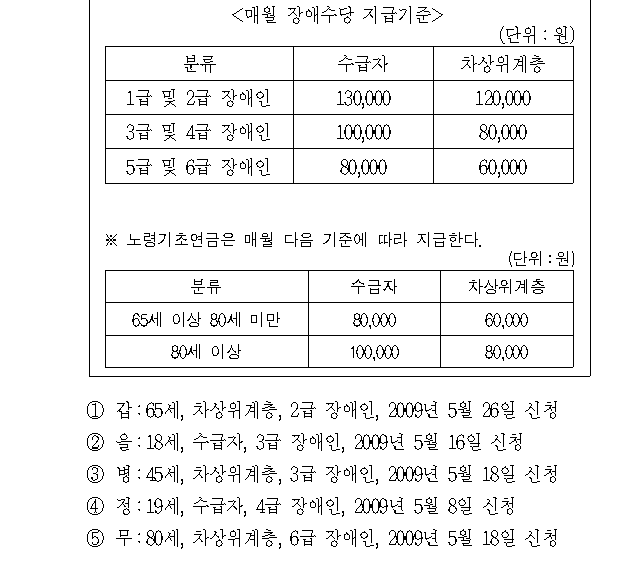 <매월 장애수당 지급기준>
(단위 : 원)
분류 수급자 차상위계층
1급 및 2급 장애인 130,000 120,000
3급 및 4급 장애인 100,000 80,000
5급 및 6급 장애인 80,000 60,000
※ 노령기초연금은 매월 다음 기준에 따라 지급한다.
(단위 : 원)
분류 수급자 차상위계층
65세 이상 80세 미만 80,000 60,000
80세 이상 100,000 80,000
① 갑 : 65세, 차상위계층, 2급 장애인, 2009년 5월 26일 신청
② 을 : 18세, 수급자, 3급 장애인, 2009년 5월 16일 신청
③ 병 : 45세, 차상위계층, 3급 장애인, 2009년 5월 18일 신청
④ 정 : 19세, 수급자, 4급 장애인, 2009년 5월 8일 신청
⑤ 무 : 80세, 차상위계층, 6급 장애인, 2009년 5월 18일 신청